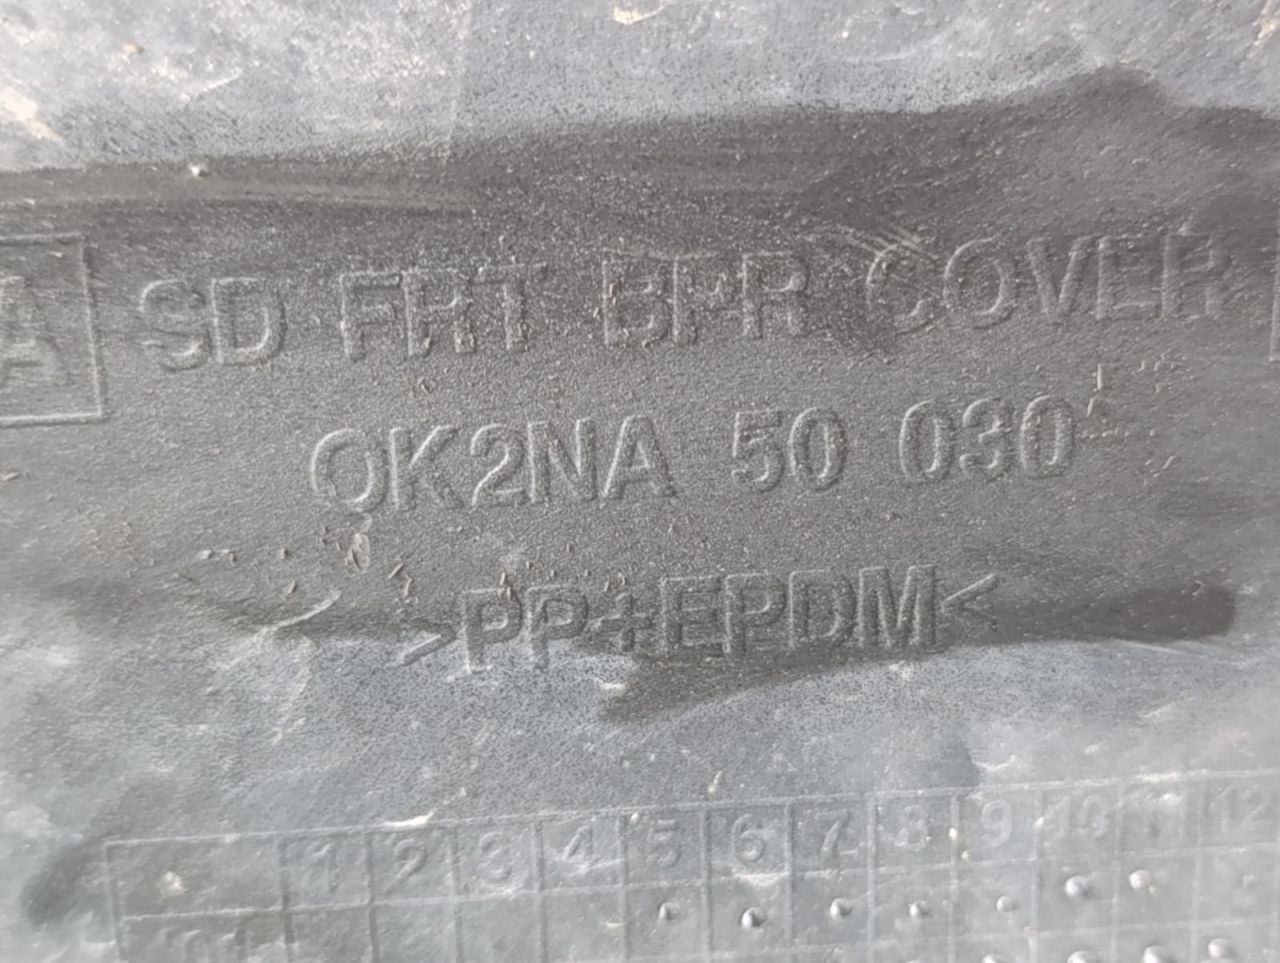 A SD FRT BPR COVER
0K2NA 50 030
>PP+EPDM<
1 2 3 4 5 6 7 8 9 10 11 12